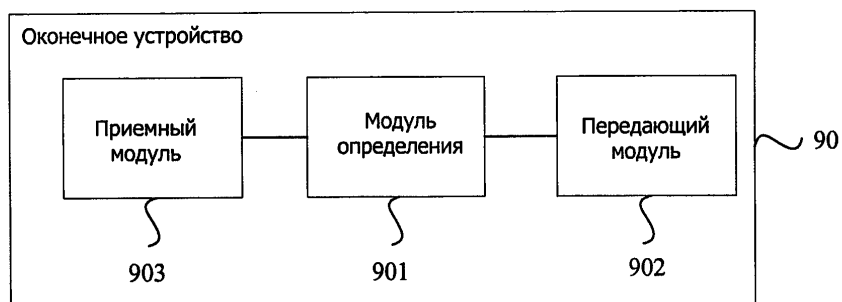 Оконечное устройство
Приемный
модуль
Модуль
определения
Передающий
модуль
90
903
901
902